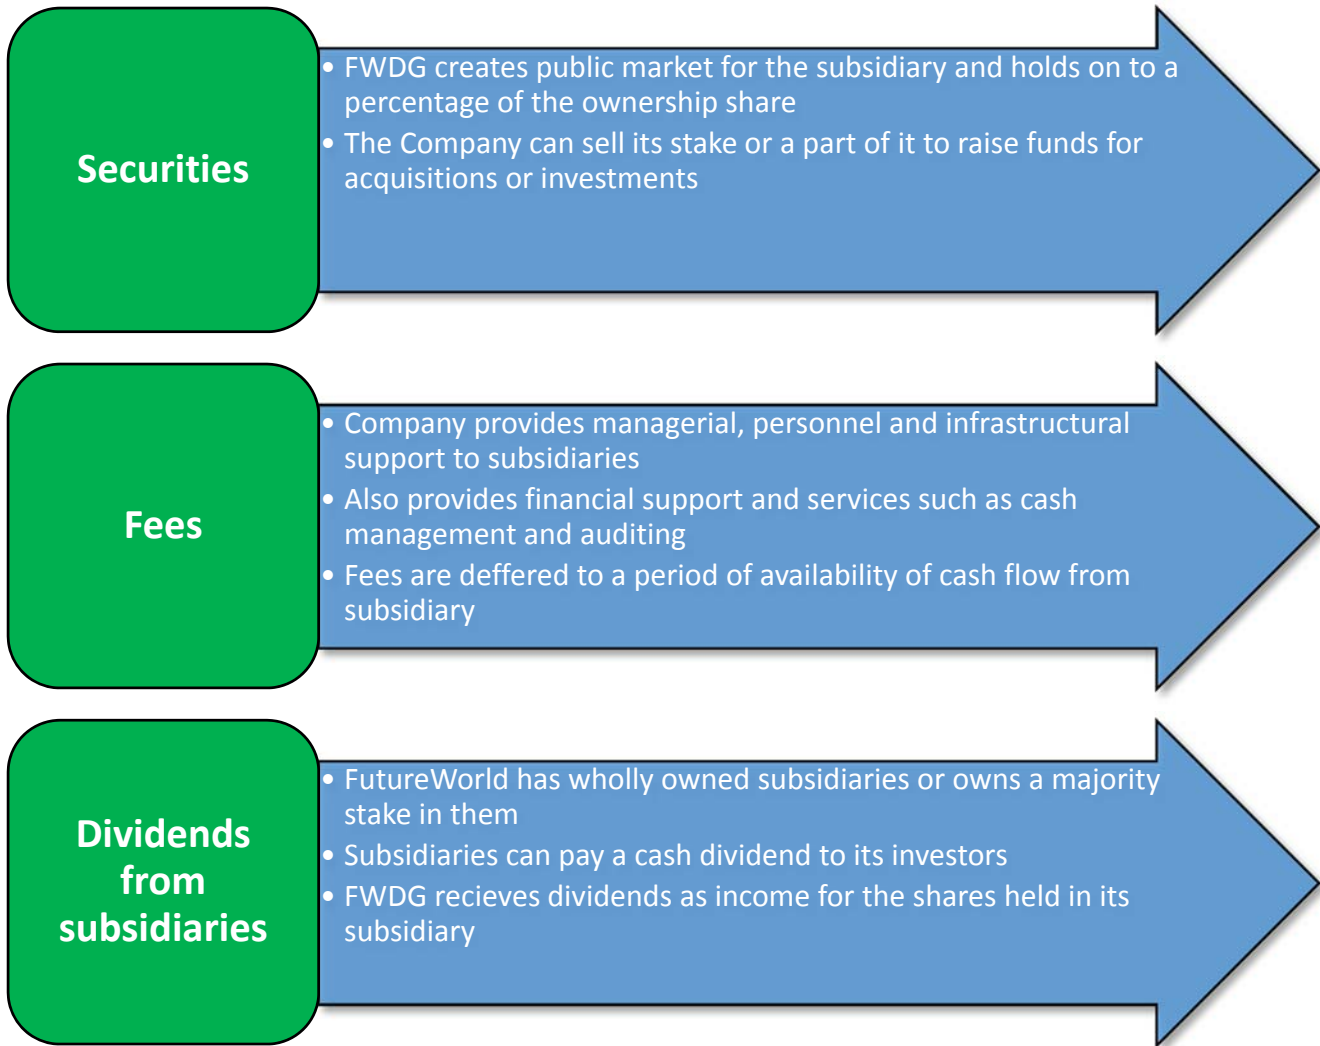 Securities
• FWDG creates public market for the subsidiary and holds on to a
percentage of the ownership share
• The Company can sell its stake or a part of it to raise funds for
acquisitions or investments
Fees
• Company provides managerial, personnel and infrastructural
support to subsidiaries
• Also provides financial support and services such as cash
management and auditing
• Fees are deffered to a period of availability of cash flow from
subsidiary
Dividends
from
subsidiaries
• FutureWorld has wholly owned subsidiaries or owns a majority
stake in them
• Subsidiaries can pay a cash dividend to its investors
• FWDG recieves dividends as income for the shares held in its
subsidiary